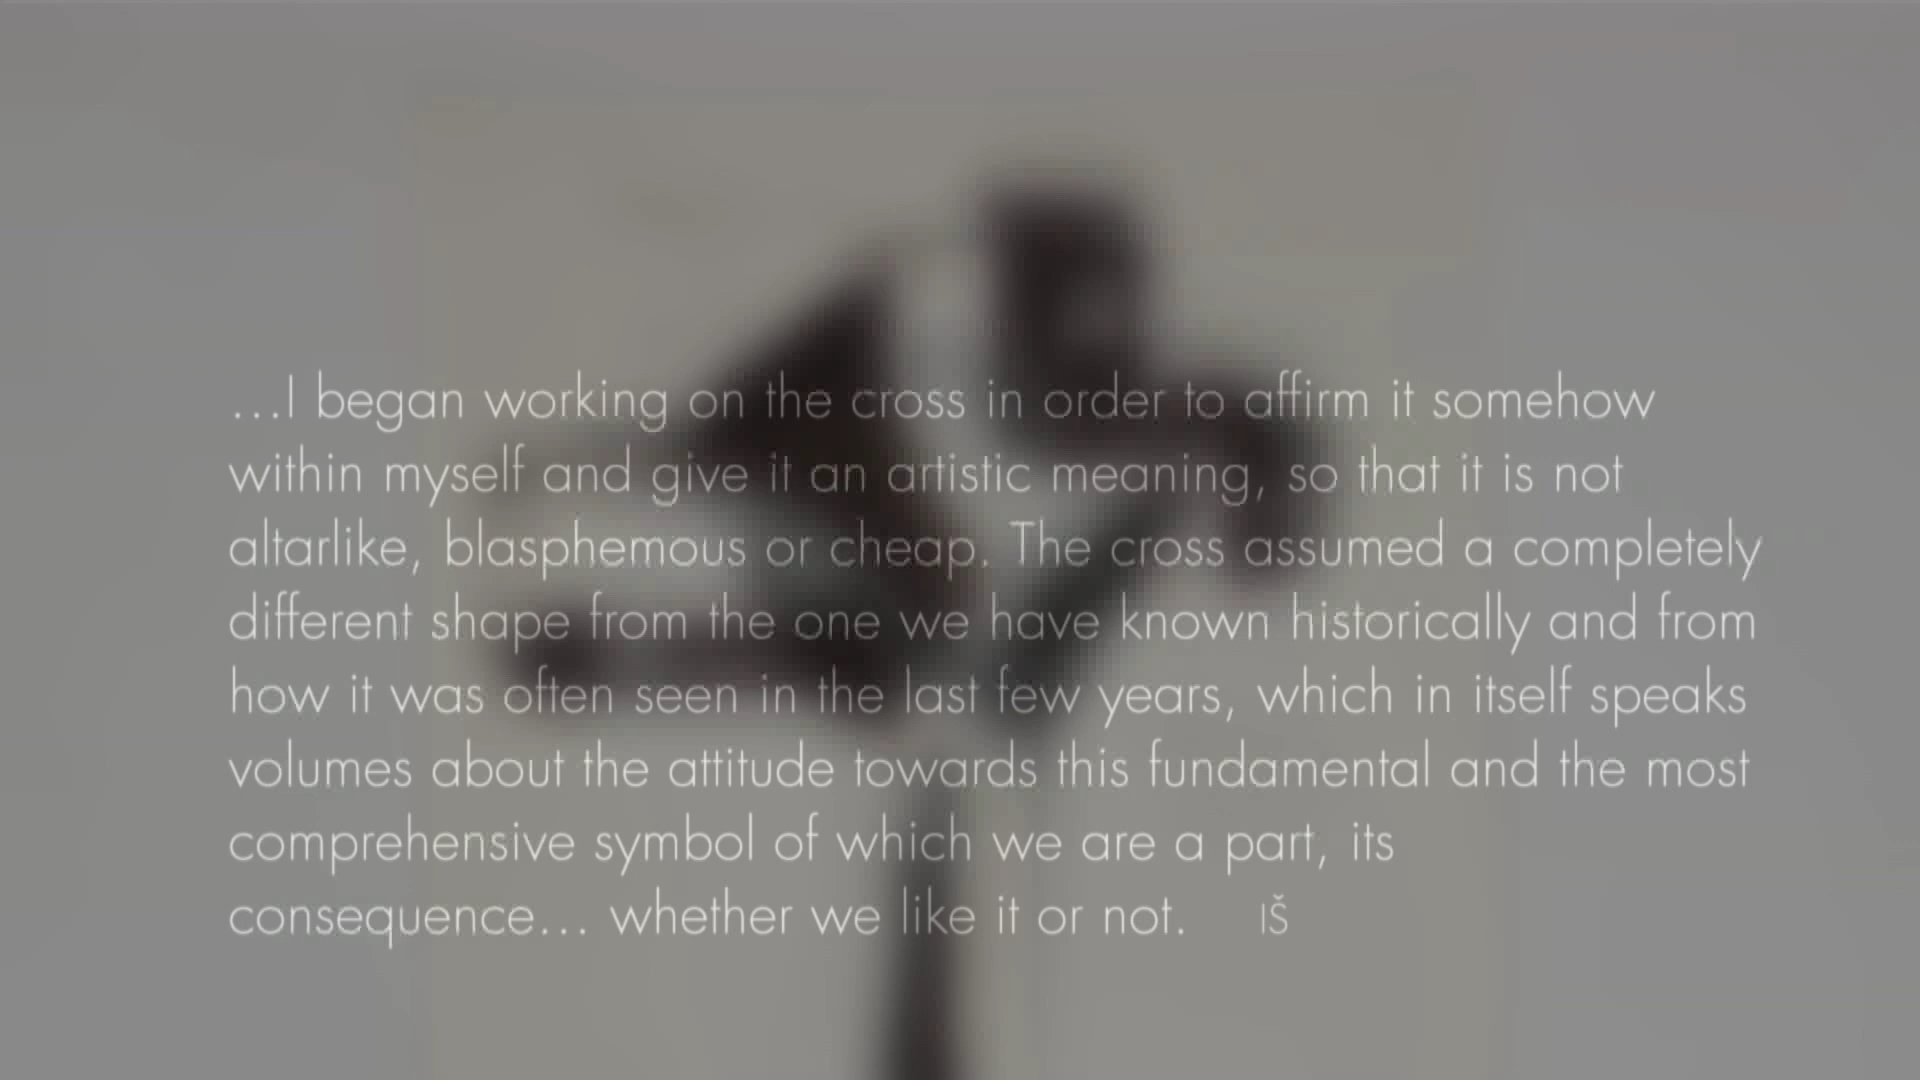 …I began working on the cross in order to affirm it somehow
within myself and give it an artistic meaning, so that it is not
altarlike, blasphemous or cheap. The cross assumed a completely
different shape from the one we have known historically and from
how it was often seen in the last few years, which in itself speaks
volumes about the attitude towards this fundamental and the most
comprehensive symbol of which we are a part, its
consequence… whether we like it or not. IŠ